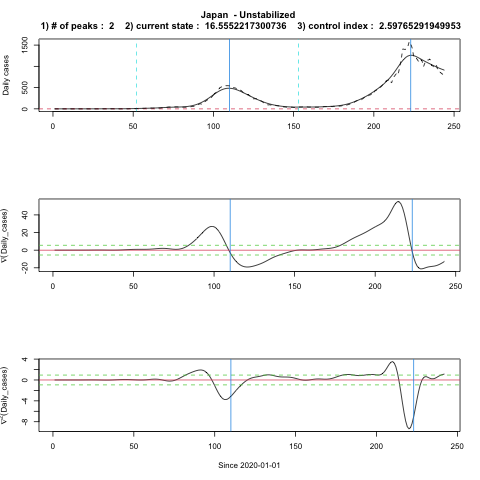 Japan - Unstabilized
1) # of peaks : 2 2) current state : 16.5552217300736 3) control index : 2.59765291949953
Daily cases
0 500 1500
0 50 100 150 200 250
∇(Daily_cases)
-20 0 20 40
0 50 100 150 200 250
∇²(Daily_cases)
-8 -4 0 4
0 50 100 150 200 250
Since 2020-01-01